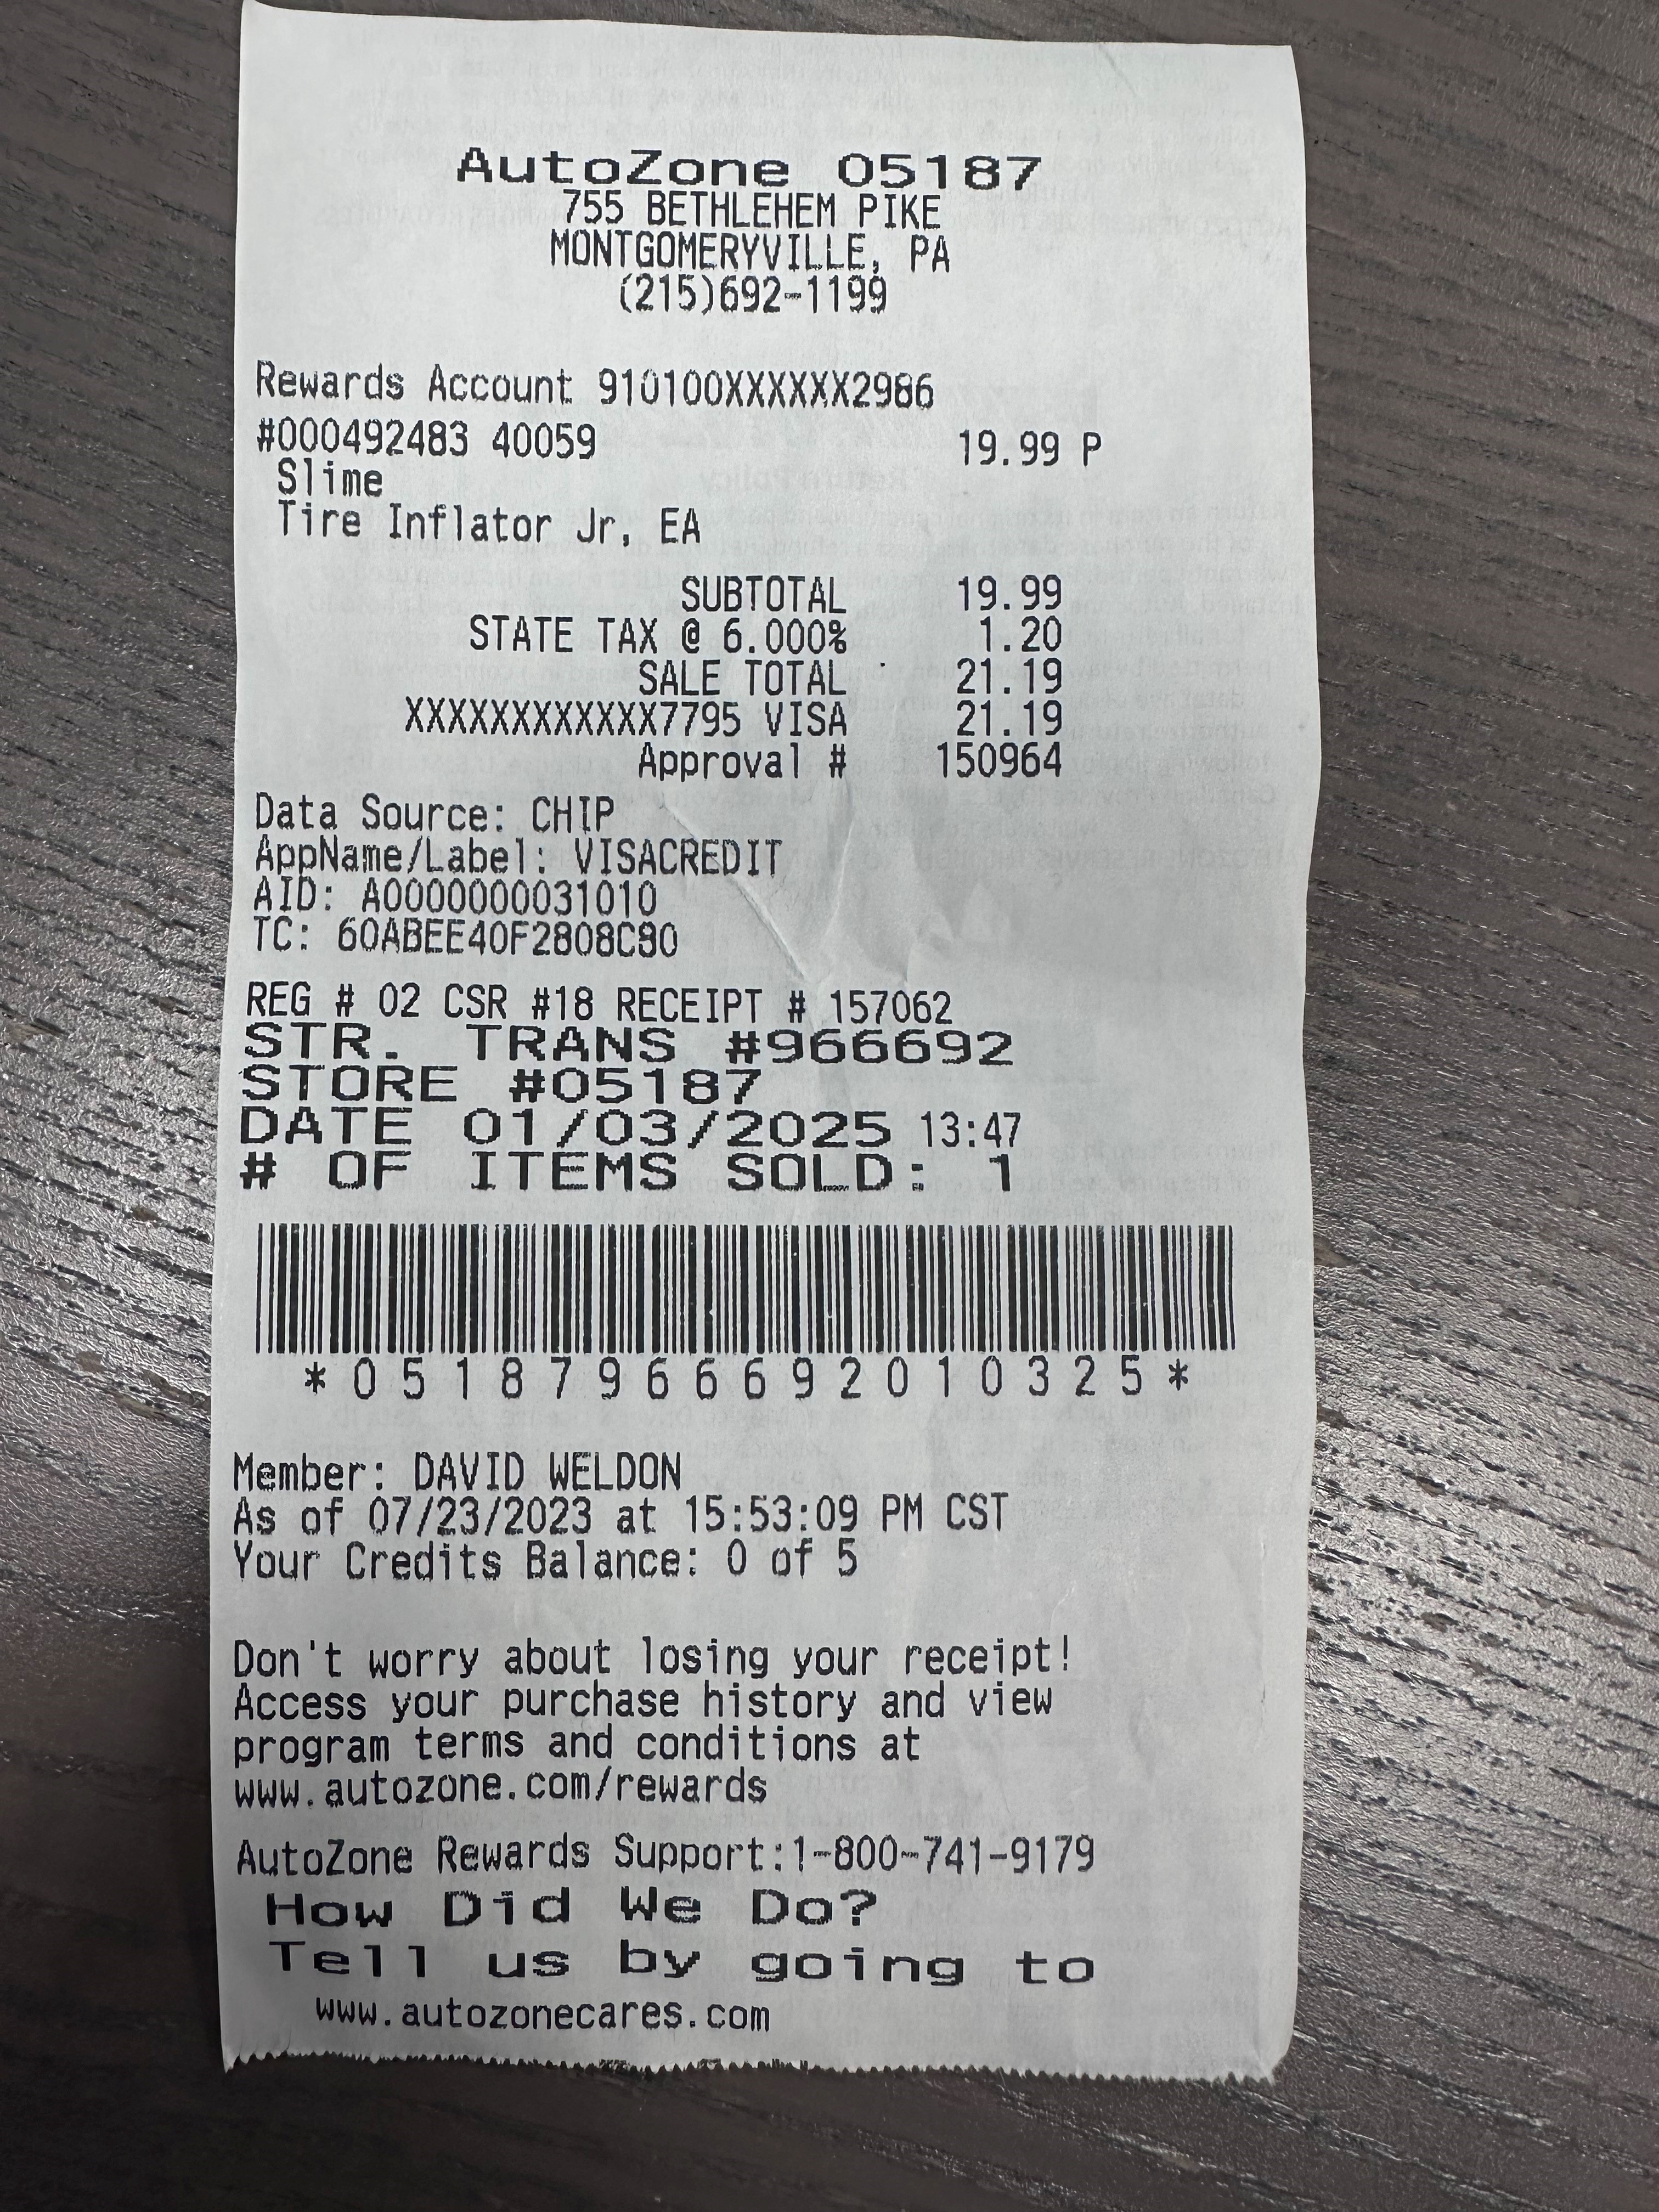 AutoZone 05187
755 BETHLEHEM PIKE
MONTGOMERYVILLE, PA
(215)692-1199
Rewards Account 910100XXXXXX2986
#000492483 40059 19.99 P
Slime
Tire Inflator Jr, EA
SUBTOTAL 19.99
STATE TAX @ 6.000% 1.20
SALE TOTAL 21.19
XXXXXXXXXXXX7795 VISA 21.19
Approval # 150964
Data Source: CHIP
AppName/Label: VISACREDIT
AID: A0000000031010
TC: 60ABEE40F2808C80
REG # 02 CSR #18 RECEIPT # 157062
STR. TRANS #966692
STORE #05187
DATE 01/03/2025 13:47
# OF ITEMS SOLD: 1
*05187966692010325*
Member: DAVID WELDON
As of 07/23/2023 at 15:53:09 PM CST
Your Credits Balance: 0 of 5
Don't worry about losing your receipt!
Access your purchase history and view
program terms and conditions at
www.autozone.com/rewards
AutoZone Rewards Support:1-800-741-9179
How Did We Do?
Tell us by going to
www.autozonecares.com